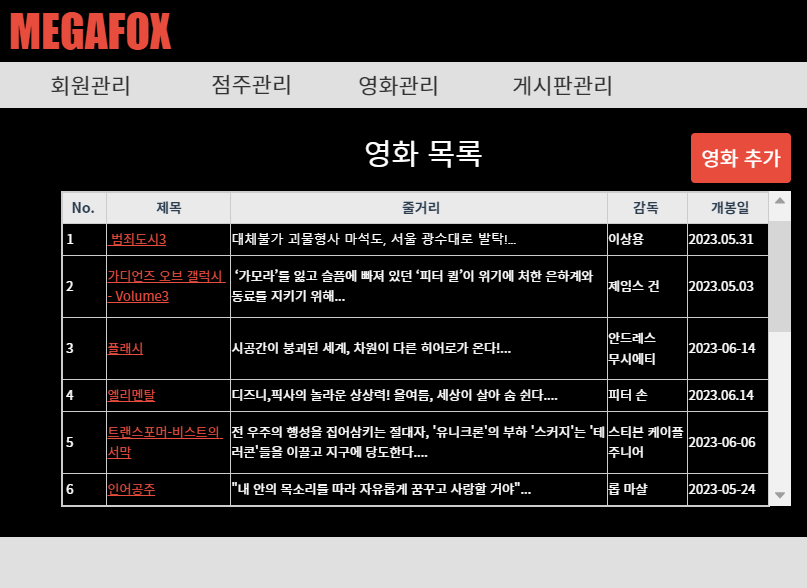 MEGAFOX
회원관리 점주관리 영화관리 게시판관리
영화 목록
영화 추가
No. 제목 줄거리 감독 개봉일
1 범죄도시3 대체불가 괴물형사 마석도, 서울 광수대로 발탁!... 이상용 2023.05.31
2 가디언즈 오브 갤럭시 - Volume3 ‘가모라’를 잃고 슬픔에 빠져 있던 ‘피터 퀼’이 위기에 처한 은하계와 동료를 지키기 위해... 제임스 건 2023.05.03
3 플래시 시공간이 붕괴된 세계, 차원이 다른 히어로가 온다!... 안드레스 무시에티 2023-06-14
4 엘리멘탈 디즈니,픽사의 놀라운 상상력! 올여름, 세상이 살아 숨 쉰다.... 피터 손 2023.06.14
5 트랜스포머-비스트의 서막 전 우주의 행성을 집어삼키는 절대자, '유니크론'의 부하 '스커지'는 '테러콘'들을 이끌고 지구에 당도한다.... 스티븐 케이플 주니어 2023-06-06
6 인어공주 "내 안의 목소리를 따라 자유롭게 꿈꾸고 사랑할 거야"... 롭 마샬 2023-05-24